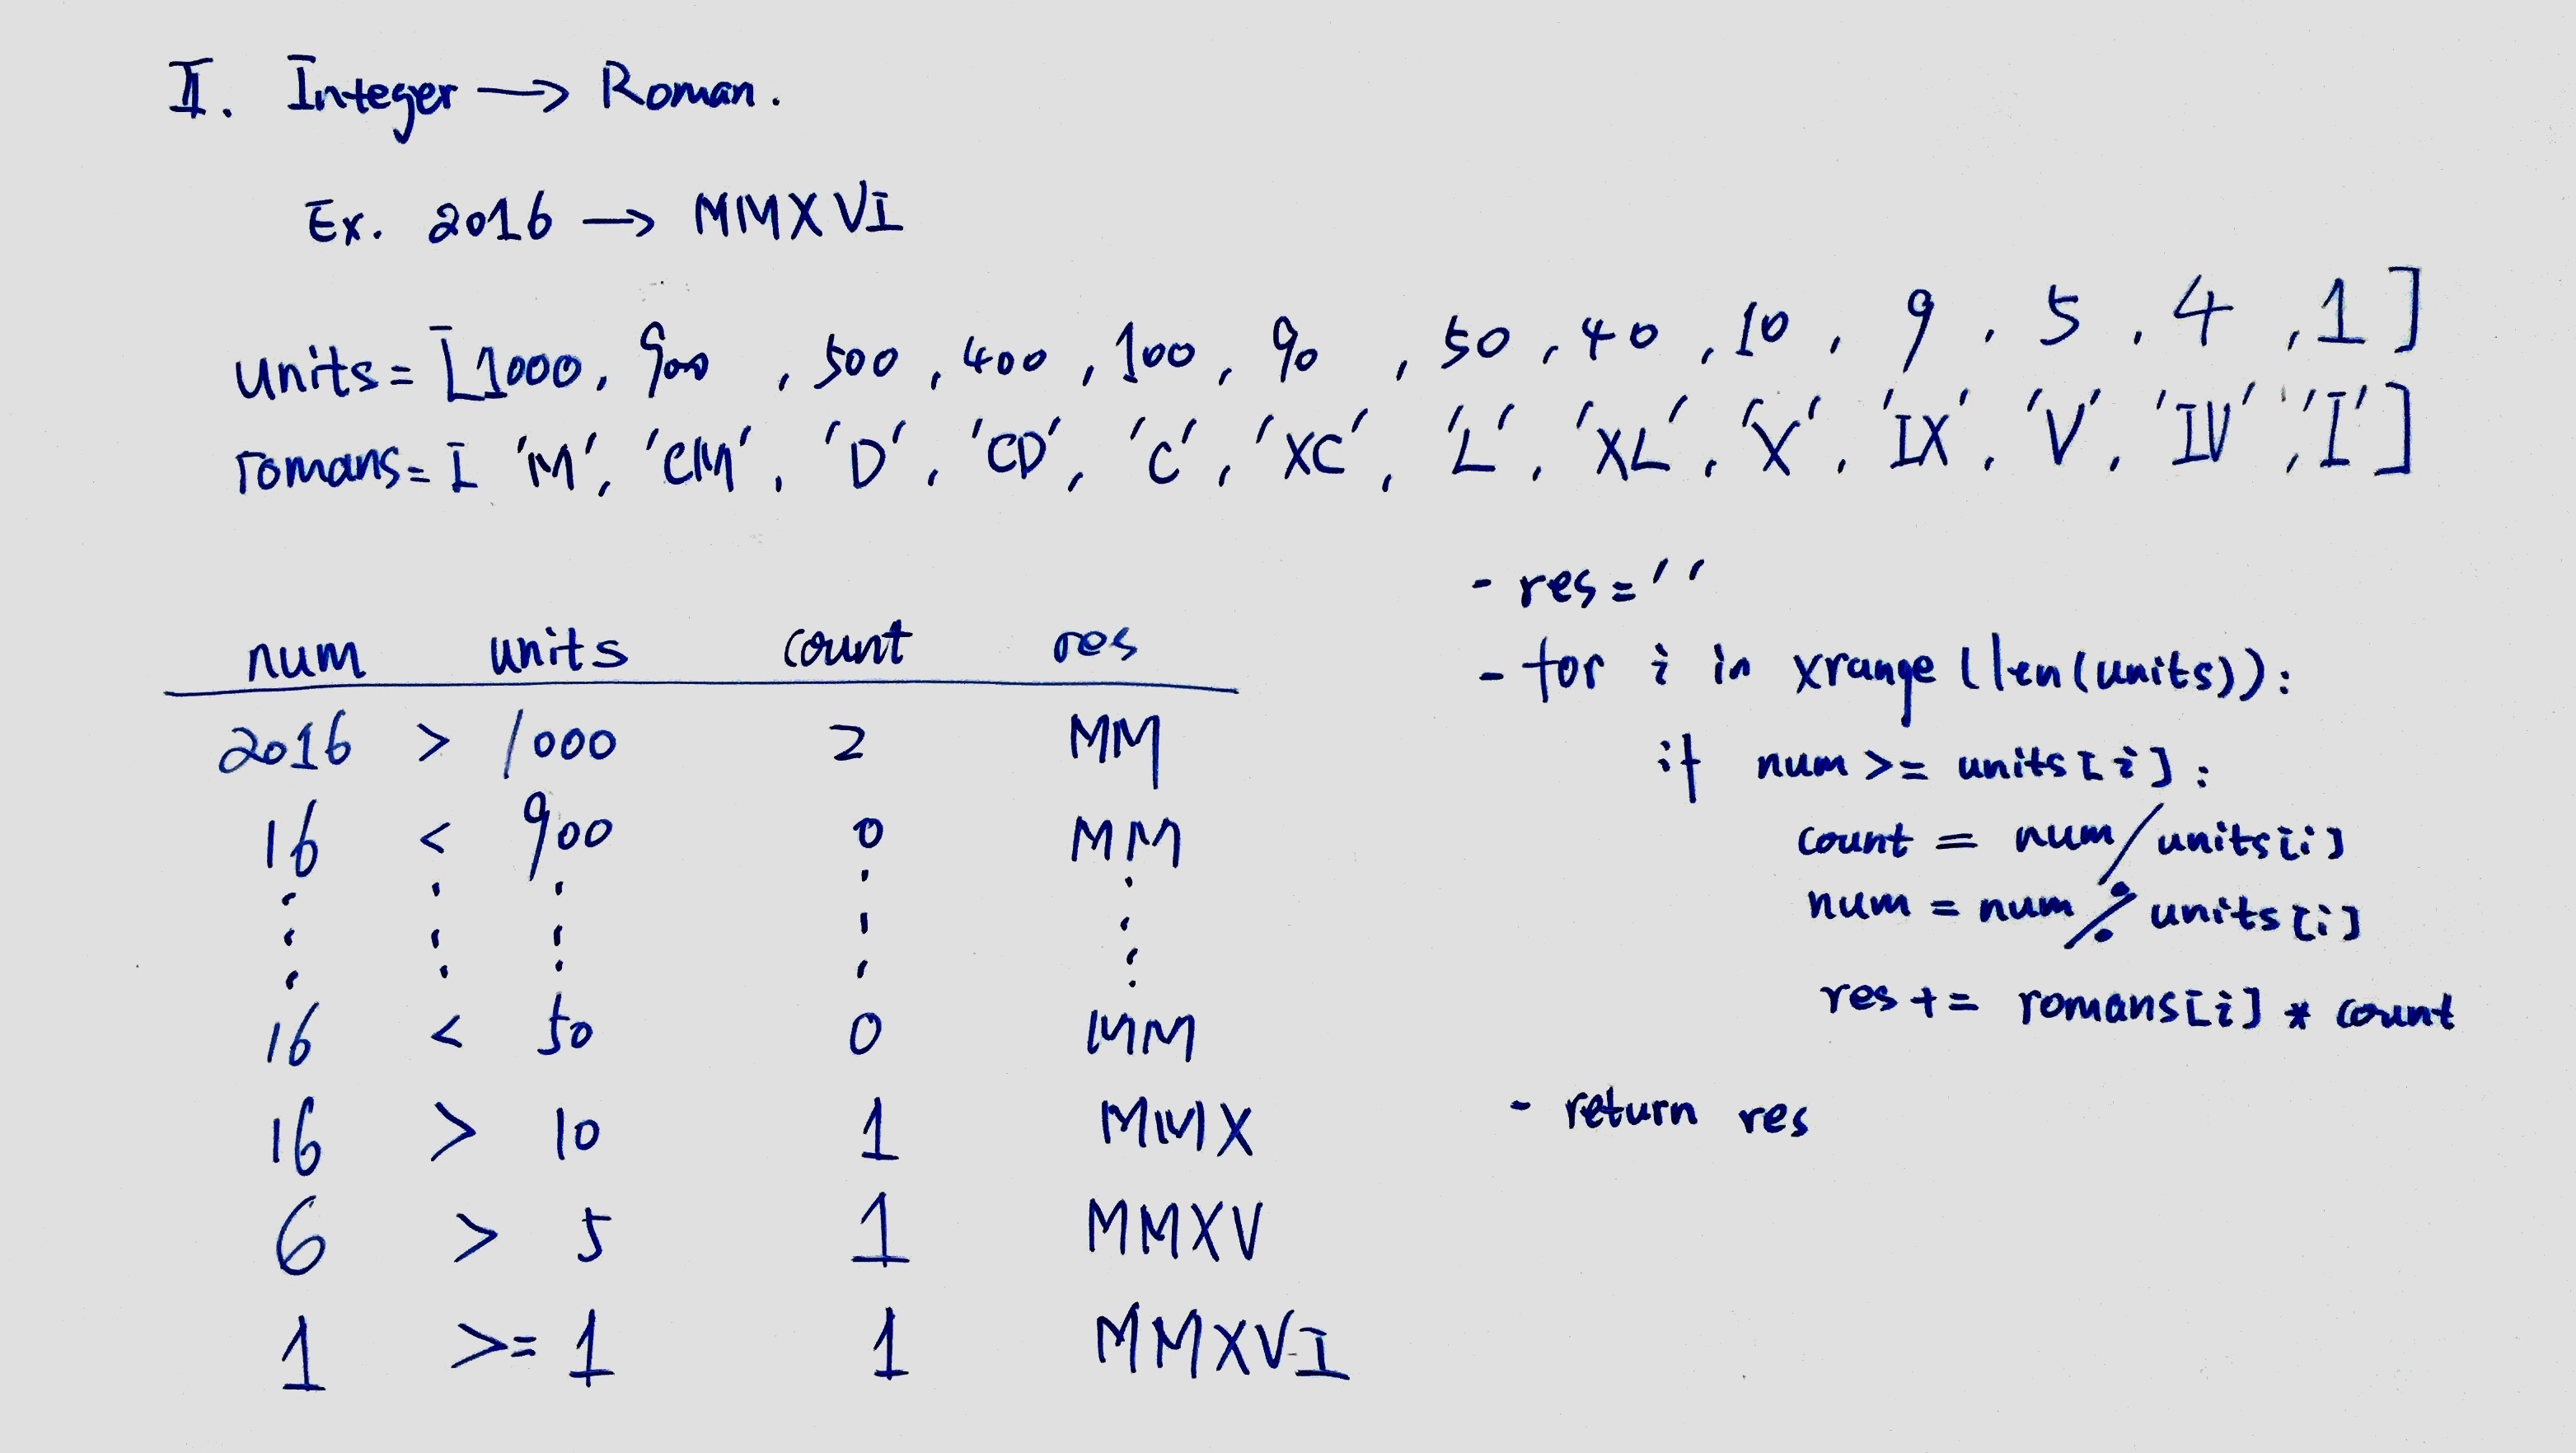 II. Integer → Roman.
Ex. 2016 → MMXVI
units = [1000, 900, 500, 400, 100, 90, 50, 40, 10, 9, 5, 4, 1]
romans = [ 'M', 'CM', 'D', 'CD', 'C', 'XC', 'L', 'XL', 'X', 'IX', 'V', 'IV', 'I']
num units count res
2016 > 1000 2 MM
16 < 900 0 MM
16 < 50 0 MM
16 > 10 1 MMX
6 > 5 1 MMXV
1 >= 1 1 MMXVI
- res = ''
- for i in xrange (len(units)):
if num >= units[i]:
count = num/units[i]
num = num % units[i]
res += romans[i] * count
- return res